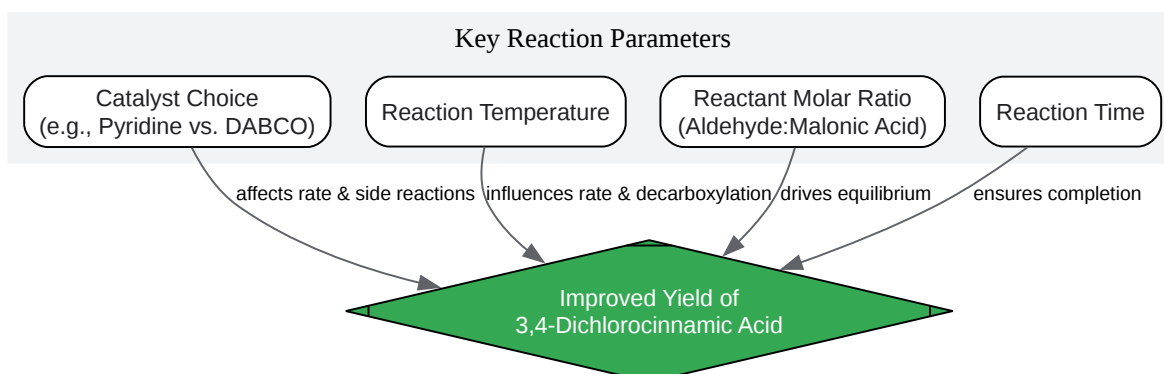 Key Reaction Parameters
Catalyst Choice
(e.g., Pyridine vs. DABCO)
Reaction Temperature
Reactant Molar Ratio
(Aldehyde:Malonic Acid)
Reaction Time
affects rate & side reactions
influences rate & decarboxylation
drives equilibrium
ensures completion
Improved Yield of
3,4-Dichlorocinnamic Acid